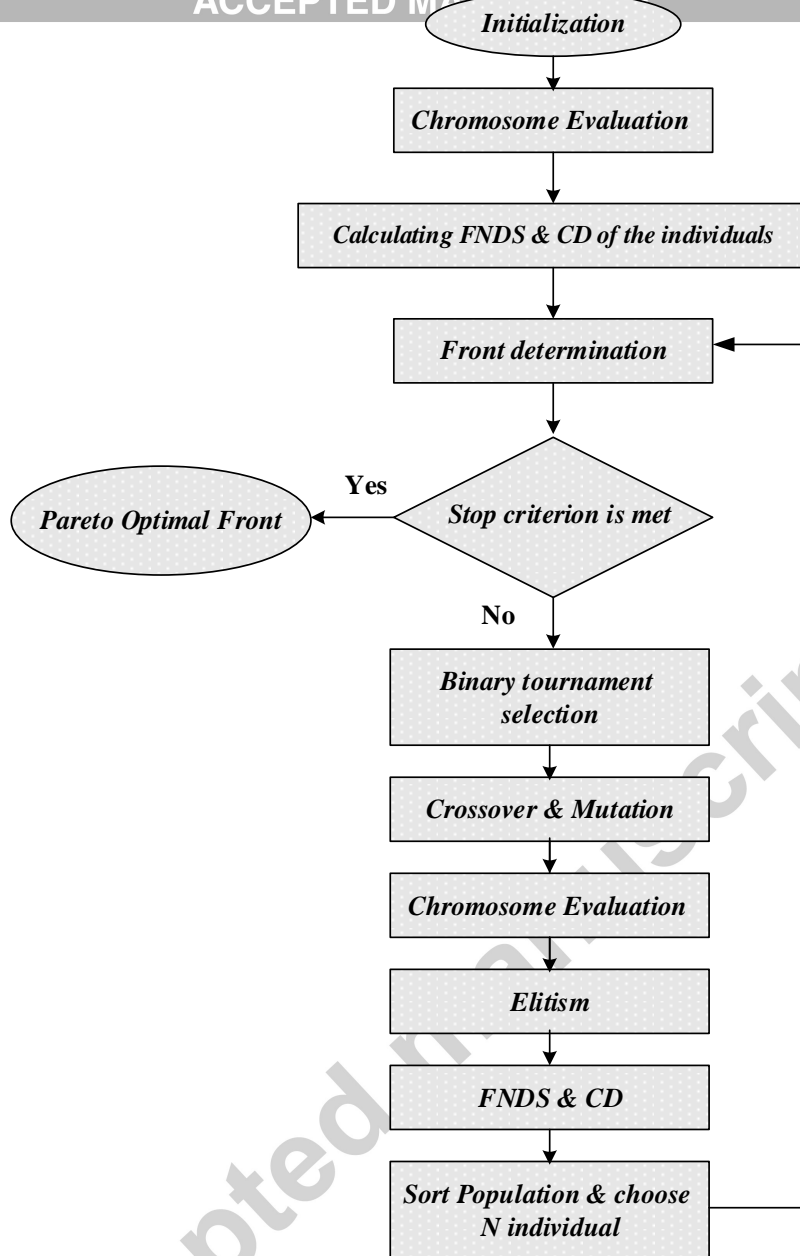 ACCEPTED
Initialization
Chromosome Evaluation
Calculating FNDS & CD of the individuals
Front determination
Yes
Pareto Optimal Front
Stop criterion is met
No
Binary tournament
selection
Crossover & Mutation
Chromosome Evaluation
Elitism
FNDS & CD
Sort Population & choose
N individual